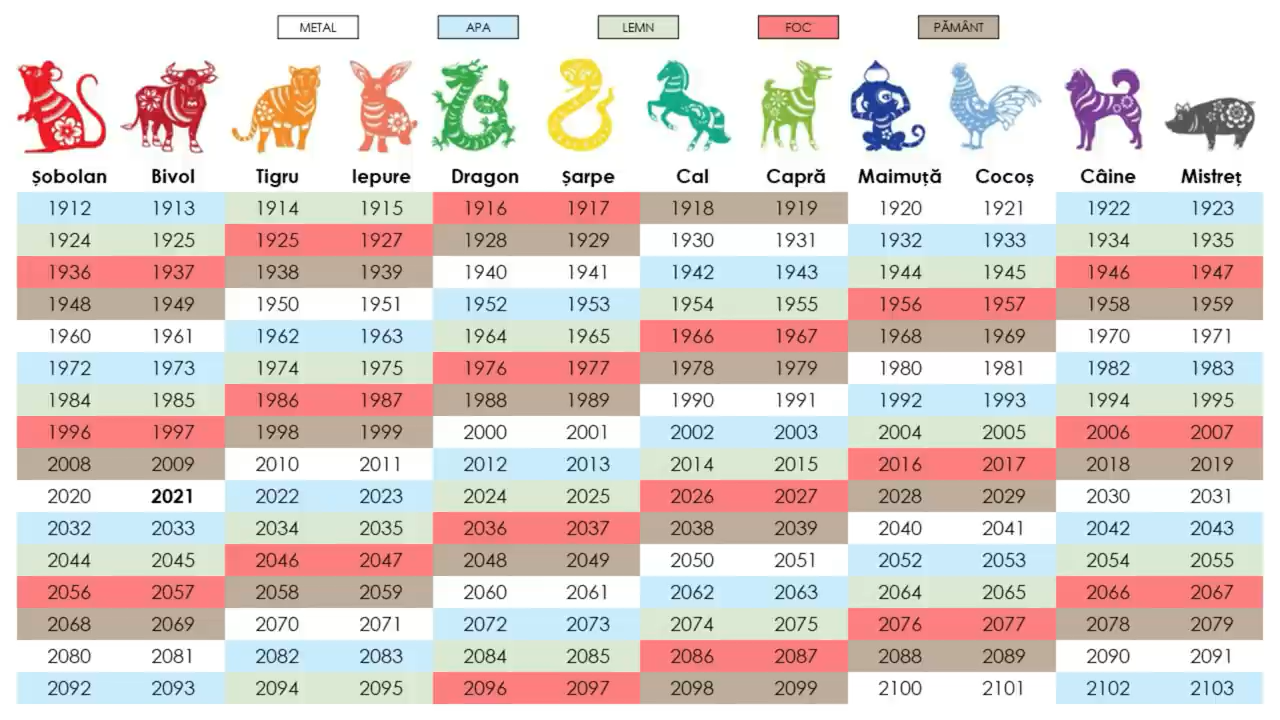 METAL APA LEMN FOC PĂMÂNT
Șobolan Bivol Tigru Iepure Dragon Șarpe Cal Capră Maimuță Cocoș Câine Mistreț
1912 1913 1914 1915 1916 1917 1918 1919 1920 1921 1922 1923
1924 1925 1925 1927 1928 1929 1930 1931 1932 1933 1934 1935
1936 1937 1938 1939 1940 1941 1942 1943 1944 1945 1946 1947
1948 1949 1950 1951 1952 1953 1954 1955 1956 1957 1958 1959
1960 1961 1962 1963 1964 1965 1966 1967 1968 1969 1970 1971
1972 1973 1974 1975 1976 1977 1978 1979 1980 1981 1982 1983
1984 1985 1986 1987 1988 1989 1990 1991 1992 1993 1994 1995
1996 1997 1998 1999 2000 2001 2002 2003 2004 2005 2006 2007
2008 2009 2010 2011 2012 2013 2014 2015 2016 2017 2018 2019
2020 2021 2022 2023 2024 2025 2026 2027 2028 2029 2030 2031
2032 2033 2034 2035 2036 2037 2038 2039 2040 2041 2042 2043
2044 2045 2046 2047 2048 2049 2050 2051 2052 2053 2054 2055
2056 2057 2058 2059 2060 2061 2062 2063 2064 2065 2066 2067
2068 2069 2070 2071 2072 2073 2074 2075 2076 2077 2078 2079
2080 2081 2082 2083 2084 2085 2086 2087 2088 2089 2090 2091
2092 2093 2094 2095 2096 2097 2098 2099 2100 2101 2102 2103